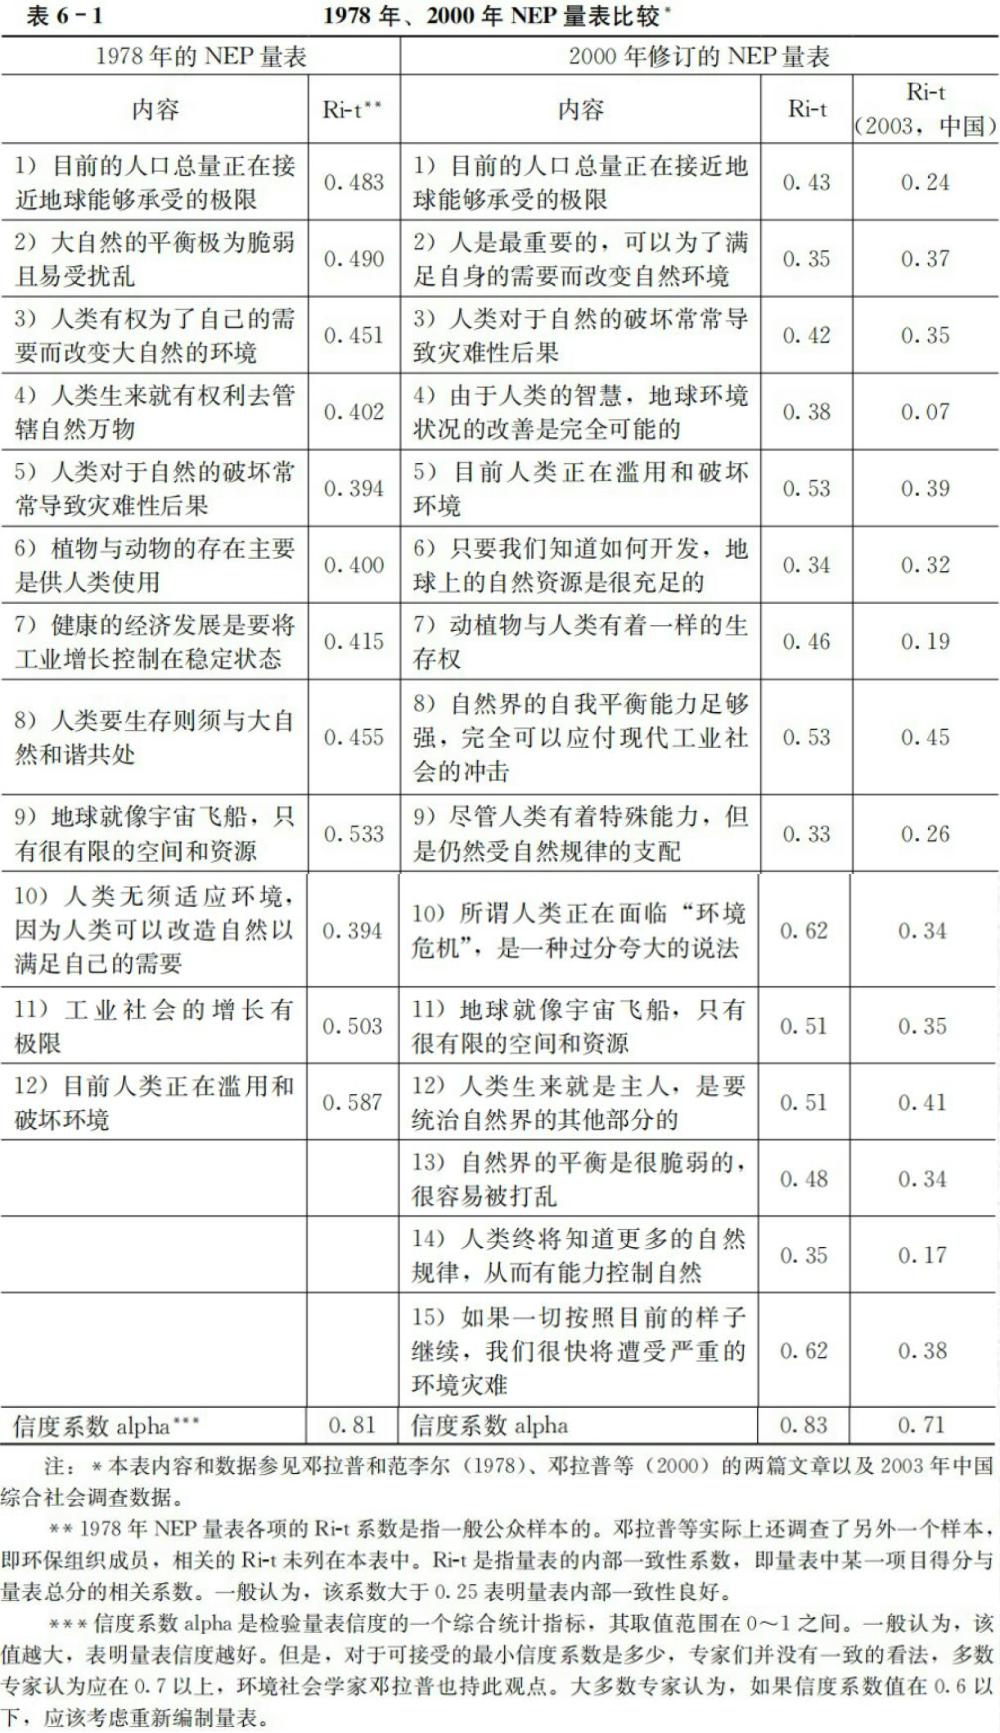 表 6-1 1978 年、2000 年 NEP 量表比较*
1978 年的 NEP 量表 2000 年修订的 NEP 量表
内容 Ri-t** 内容 Ri-t Ri-t
(2003，中国)
1）目前的人口总量正在接
近地球能够承受的极限
0.483
1）目前的人口总量正在接近地
球能够承受的极限
0.43 0.24
2）大自然的平衡极为脆弱
且易受扰乱
0.490
2）人是最重要的，可以为了满
足自身的需要而改变自然环境
0.35 0.37
3）人类有权为了自己的需
要而改变大自然的环境
0.451
3）人类对于自然的破坏常常导
致灾难性后果
0.42 0.35
4）人类生来就有权利去管
辖自然万物
0.402
4）由于人类的智慧，地球环境
状况的改善是完全可能的
0.38 0.07
5）人类对于自然的破坏常
常导致灾难性后果
0.394
5）目前人类正在滥用和破坏
环境
0.53 0.39
6）植物与动物的存在主要
是供人类使用
0.400
6）只要我们知道如何开发，地
球上的自然资源是很充足的
0.34 0.32
7）健康的经济发展是要将
工业增长控制在稳定状态
0.415
7）动植物与人类有着一样的生
存权
0.46 0.19
8）人类要生存则须与大自
然和谐共处
0.455
8）自然界的自我平衡能力足够
强，完全可以应付现代工业社
会的冲击
0.53 0.45
9）地球就像宇宙飞船，只
有很有限的空间和资源
0.533
9）尽管人类有着特殊能力，但
是仍然受自然规律的支配
0.33 0.26
10）人类无须适应环境，
因为人类可以改造自然以
满足自己的需要
0.394
10）所谓人类正在面临“环境
危机”，是一种过分夸大的说法
0.62 0.34
11）工业社会的增长有
极限
0.503
11）地球就像宇宙飞船，只有
很有限的空间和资源
0.51 0.35
12）目前人类正在滥用和
破坏环境
0.587
12）人类生来就是主人，是要
统治自然界的其他部分的
0.51 0.41
13）自然界的平衡是很脆弱的，
很容易被打乱
0.48 0.34
14）人类终将知道更多的自然
规律，从而有能力控制自然
0.35 0.17
15）如果一切按照目前的样子
继续，我们很快将遭受严重的
环境灾难
0.62 0.38
信度系数 alpha*** 0.81 信度系数 alpha 0.83 0.71
注：*本表内容和数据参见邓拉普和范李尔（1978）、邓拉普等（2000）的两篇文章以及 2003 年中国
综合社会调查数据。
**1978 年 NEP 量表各项的 Ri-t 系数是指一般公众样本的。邓拉普等实际上还调查了另外一个样本，
即环保组织成员，相关的 Ri-t 未列在本表中。Ri-t 是指量表的内部一致性系数，即量表中某一项目得分与
量表总分的相关系数。一般认为，该系数大于 0.25 表明量表内部一致性良好。
***信度系数 alpha 是检验量表信度的一个综合统计指标，其取值范围在 0～1 之间。一般认为，该
值越大，表明量表信度越好。但是，对于可接受的最小信度系数是多少，专家们并没有一致的看法，多数
专家认为应在 0.7 以上，环境社会学家邓拉普也持此观点。大多数专家认为，如果信度系数值在 0.6 以
下，应该考虑重新编制量表。